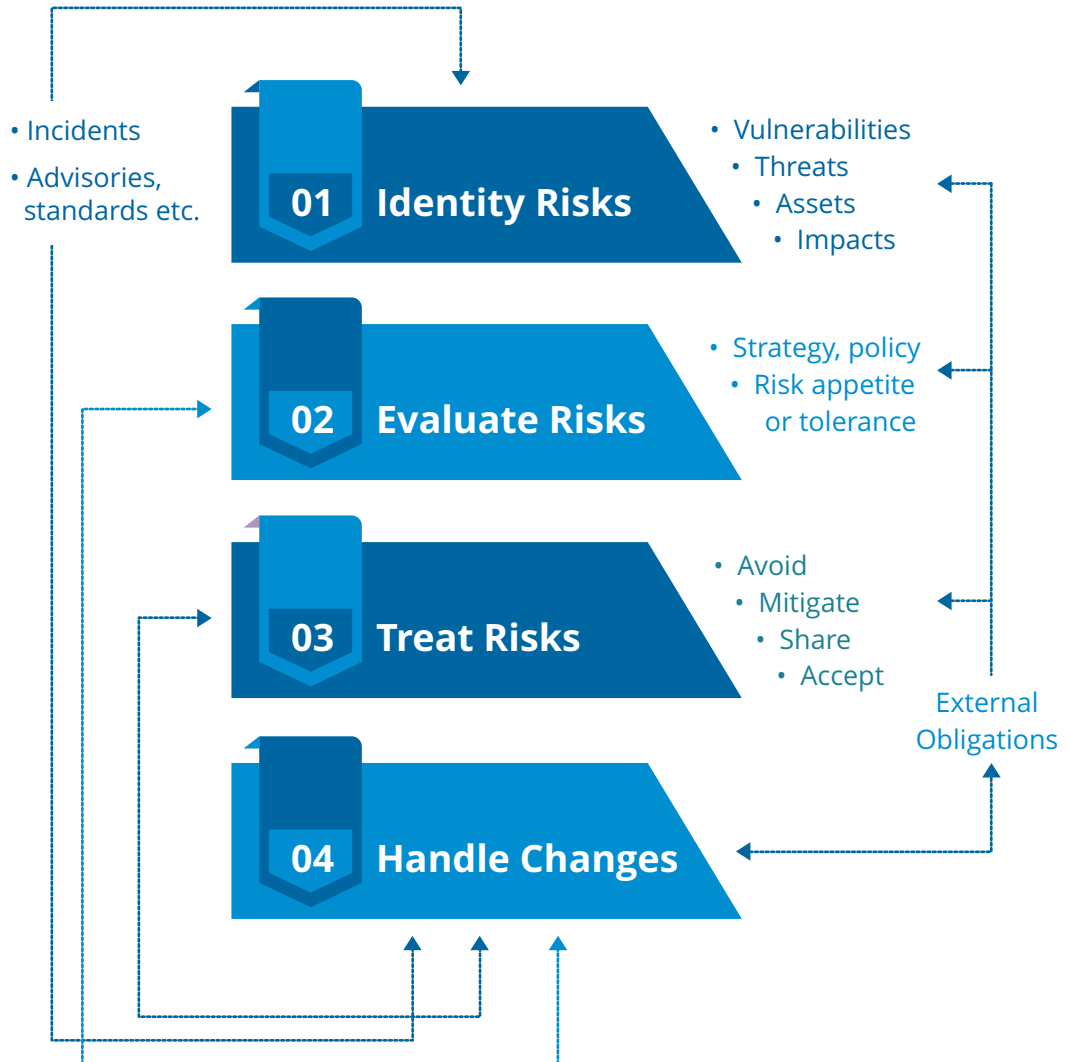 • Incidents
• Advisories,
standards etc.
01 Identity Risks
• Vulnerabilities
• Threats
• Assets
• Impacts
02 Evaluate Risks
• Strategy, policy
• Risk appetite
or tolerance
03 Treat Risks
• Avoid
• Mitigate
• Share
• Accept
External
Obligations
04 Handle Changes